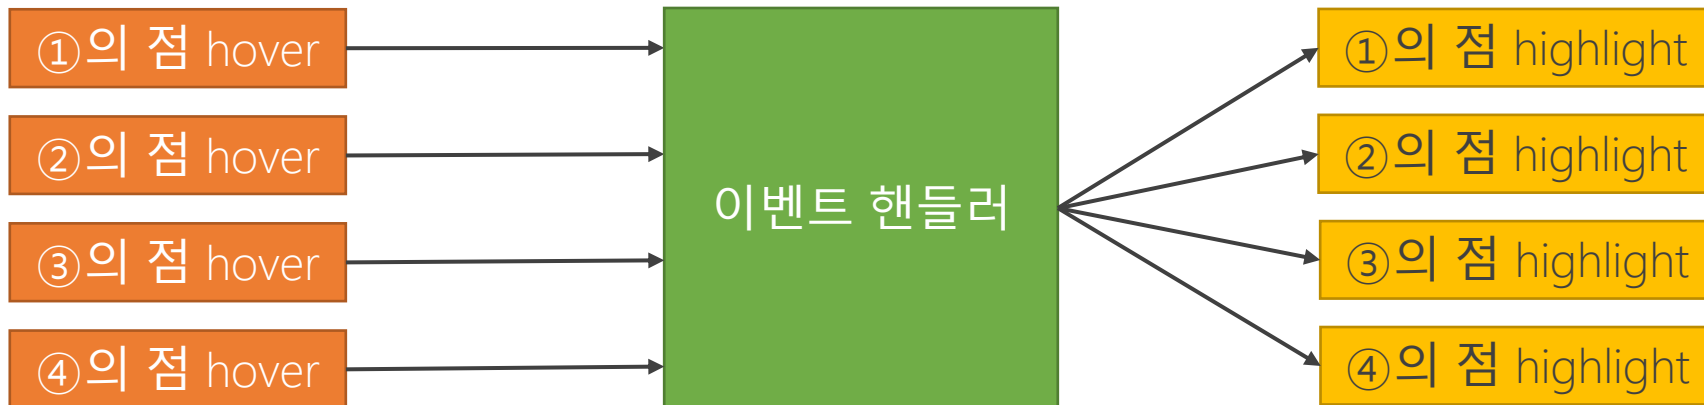 ①의 점 hover
②의 점 hover
③의 점 hover
④의 점 hover
이벤트 핸들러
①의 점 highlight
②의 점 highlight
③의 점 highlight
④의 점 highlight